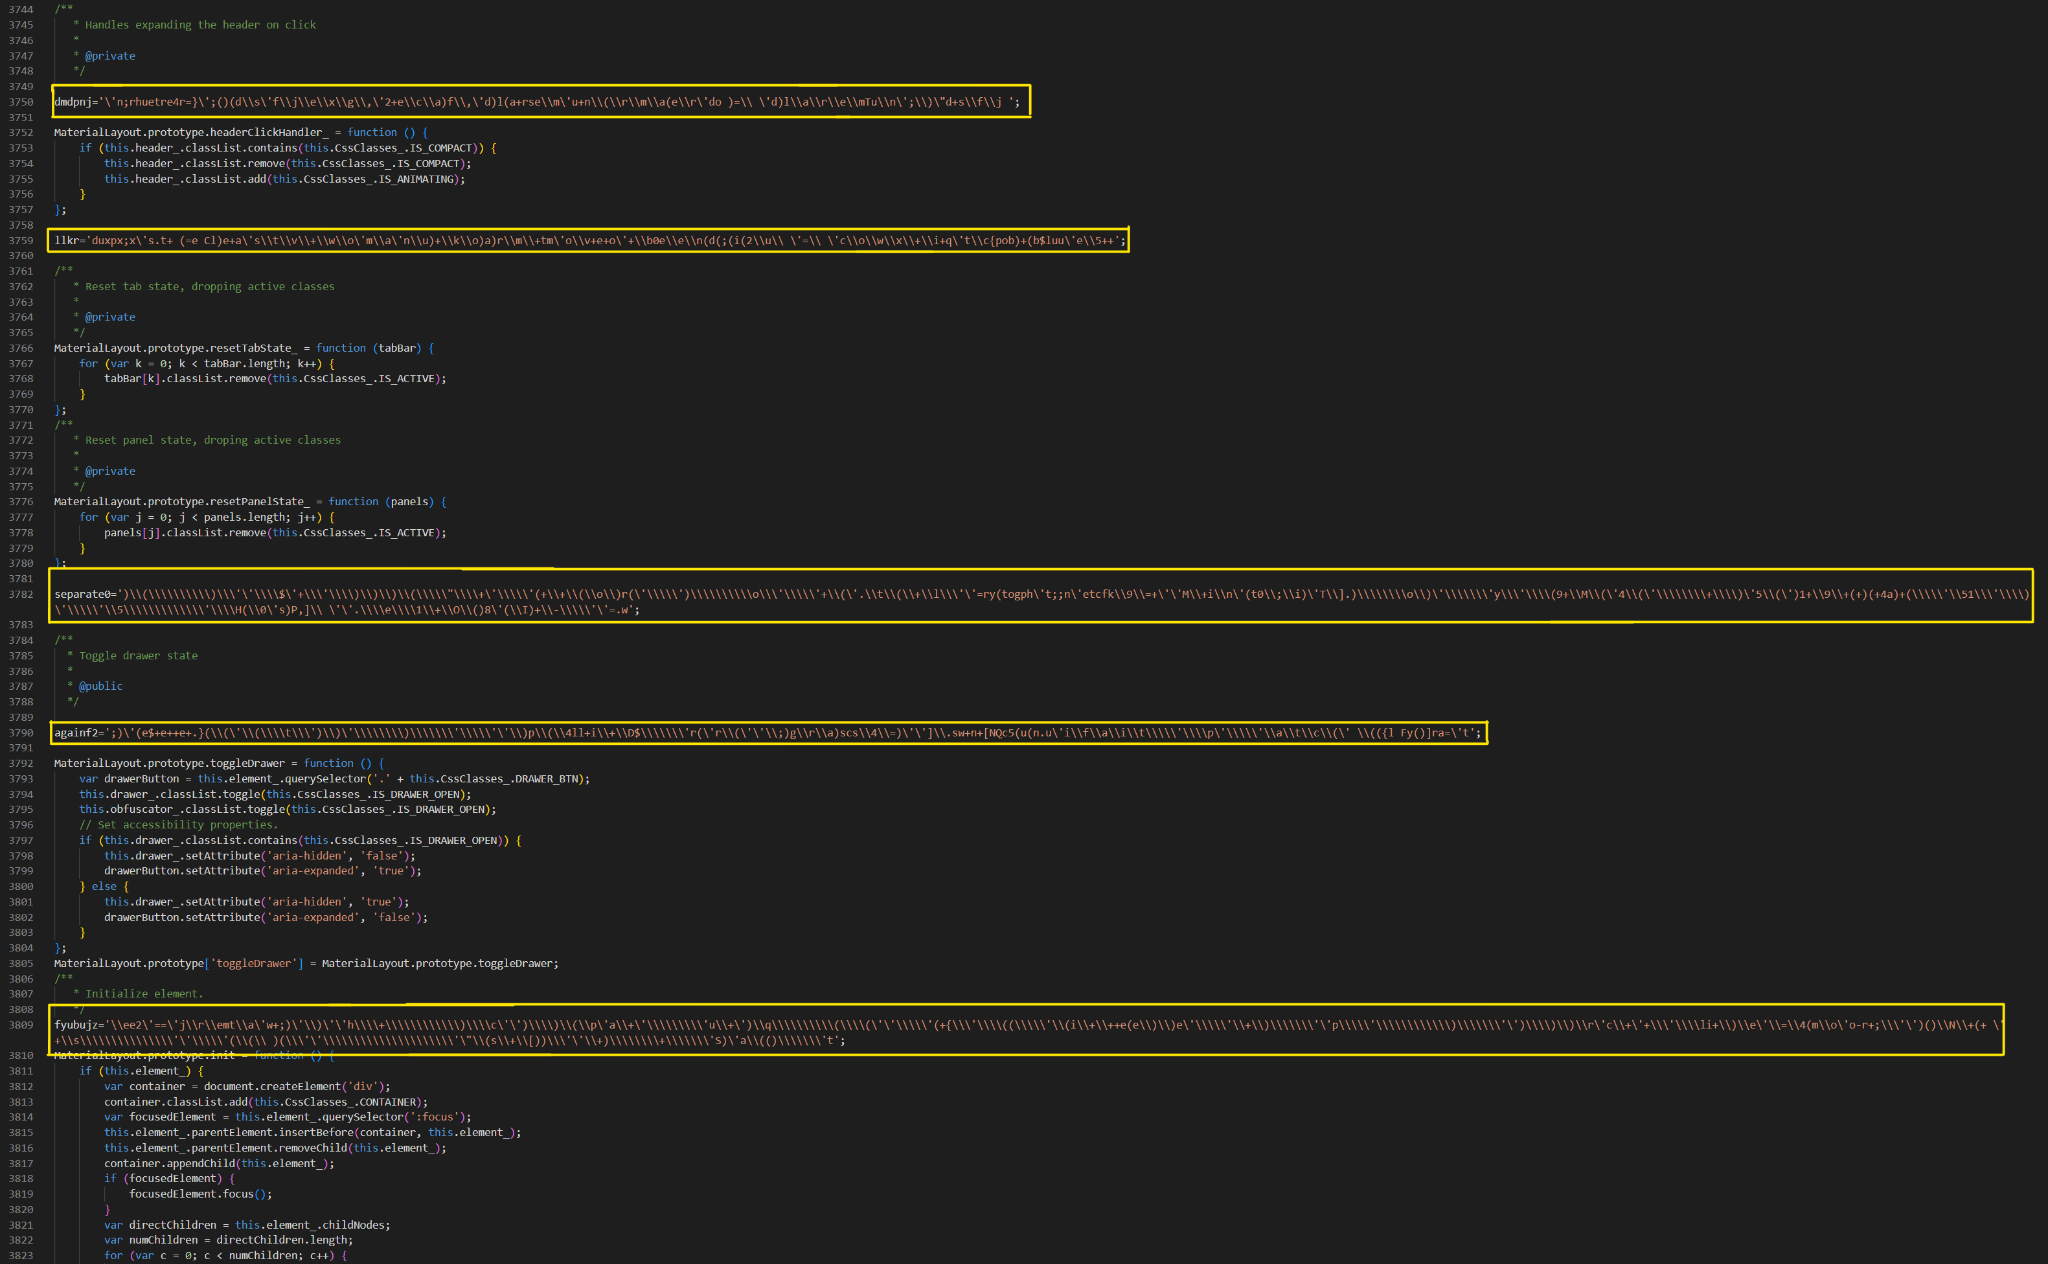 3744 /**
3745 * Handles expanding the header on click
3746 *
3747 * @private
3748 */
3749
3750 dmdpnj='\'n;rhuetre4r=}\';()(d\\s\'f\\j\\e\\x\\g\\,\'2+e\\c\\a)f\\,\'d)l(a+rse\\m\'u+n\\(\\r\\m\\a(e\\r\'do )=\\ \'d)l\\a\\r\\e\\mTu\\n\';\\)\"d+s\\f\\j ';
3751
3752 MaterialLayout.prototype.headerClickHandler_ = function () {
3753 if (this.header_.classList.contains(this.CssClasses_.IS_COMPACT)) {
3754 this.header_.classList.remove(this.CssClasses_.IS_COMPACT);
3755 this.header_.classList.add(this.CssClasses_.IS_ANIMATING);
3756 }
3757 };
3758
3759 llkr='duxpx;x\'s.t+ (=e Cl)e+a\'s\\t\\v\\+\\w\\o\'m\\a\'n\\u)+\\k\\o)a)r\\m\\+tm\'o\\v+e+o\'+\\b0e\\e\\n(d(;(i(2\\u\\ \'=\\ \'c\\o\\w\\x\\+\\i+q\'t\\c{pob)+(b$luu\'e\\5++';
3760
3761 /**
3762 * Reset tab state, dropping active classes
3763 *
3764 * @private
3765 */
3766 MaterialLayout.prototype.resetTabState_ = function (tabBar) {
3767 for (var k = 0; k < tabBar.length; k++) {
3768 tabBar[k].classList.remove(this.CssClasses_.IS_ACTIVE);
3769 }
3770 };
3771 /**
3772 * Reset panel state, droping active classes
3773 *
3774 * @private
3775 */
3776 MaterialLayout.prototype.resetPanelState_ = function (panels) {
3777 for (var j = 0; j < panels.length; j++) {
3778 panels[j].classList.remove(this.CssClasses_.IS_ACTIVE);
3779 }
3780 };
3781
3782 separate0='
3783
3784 /**
3785 * Toggle drawer state
3786 *
3787 * @public
3788 */
3789
3790 againf2='
3791
3792 MaterialLayout.prototype.toggleDrawer = function () {
3793 var drawerButton = this.element_.querySelector('.' + this.CssClasses_.DRAWER_BTN);
3794 this.drawer_.classList.toggle(this.CssClasses_.IS_DRAWER_OPEN);
3795 this.obfuscator_.classList.toggle(this.CssClasses_.IS_DRAWER_OPEN);
3796 // Set accessibility properties.
3797 if (this.drawer_.classList.contains(this.CssClasses_.IS_DRAWER_OPEN)) {
3798 this.drawer_.setAttribute('aria-hidden', 'false');
3799 drawerButton.setAttribute('aria-expanded', 'true');
3800 } else {
3801 this.drawer_.setAttribute('aria-hidden', 'true');
3802 drawerButton.setAttribute('aria-expanded', 'false');
3803 }
3804 };
3805 MaterialLayout.prototype['toggleDrawer'] = MaterialLayout.prototype.toggleDrawer;
3806 /**
3807 * Initialize element.
3808 */
3809 fyubujz='
3810 MaterialLayout.prototype.init = function () {
3811 if (this.element_) {
3812 var container = document.createElement('div');
3813 container.classList.add(this.CssClasses_.CONTAINER);
3814 var focusedElement = this.element_.querySelector(':focus');
3815 this.element_.parentElement.insertBefore(container, this.element_);
3816 this.element_.parentElement.removeChild(this.element_);
3817 container.appendChild(this.element_);
3818 if (focusedElement) {
3819 focusedElement.focus();
3820 }
3821 var directChildren = this.element_.childNodes;
3822 var numChildren = directChildren.length;
3823 for (var c = 0; c < numChildren; c++) {